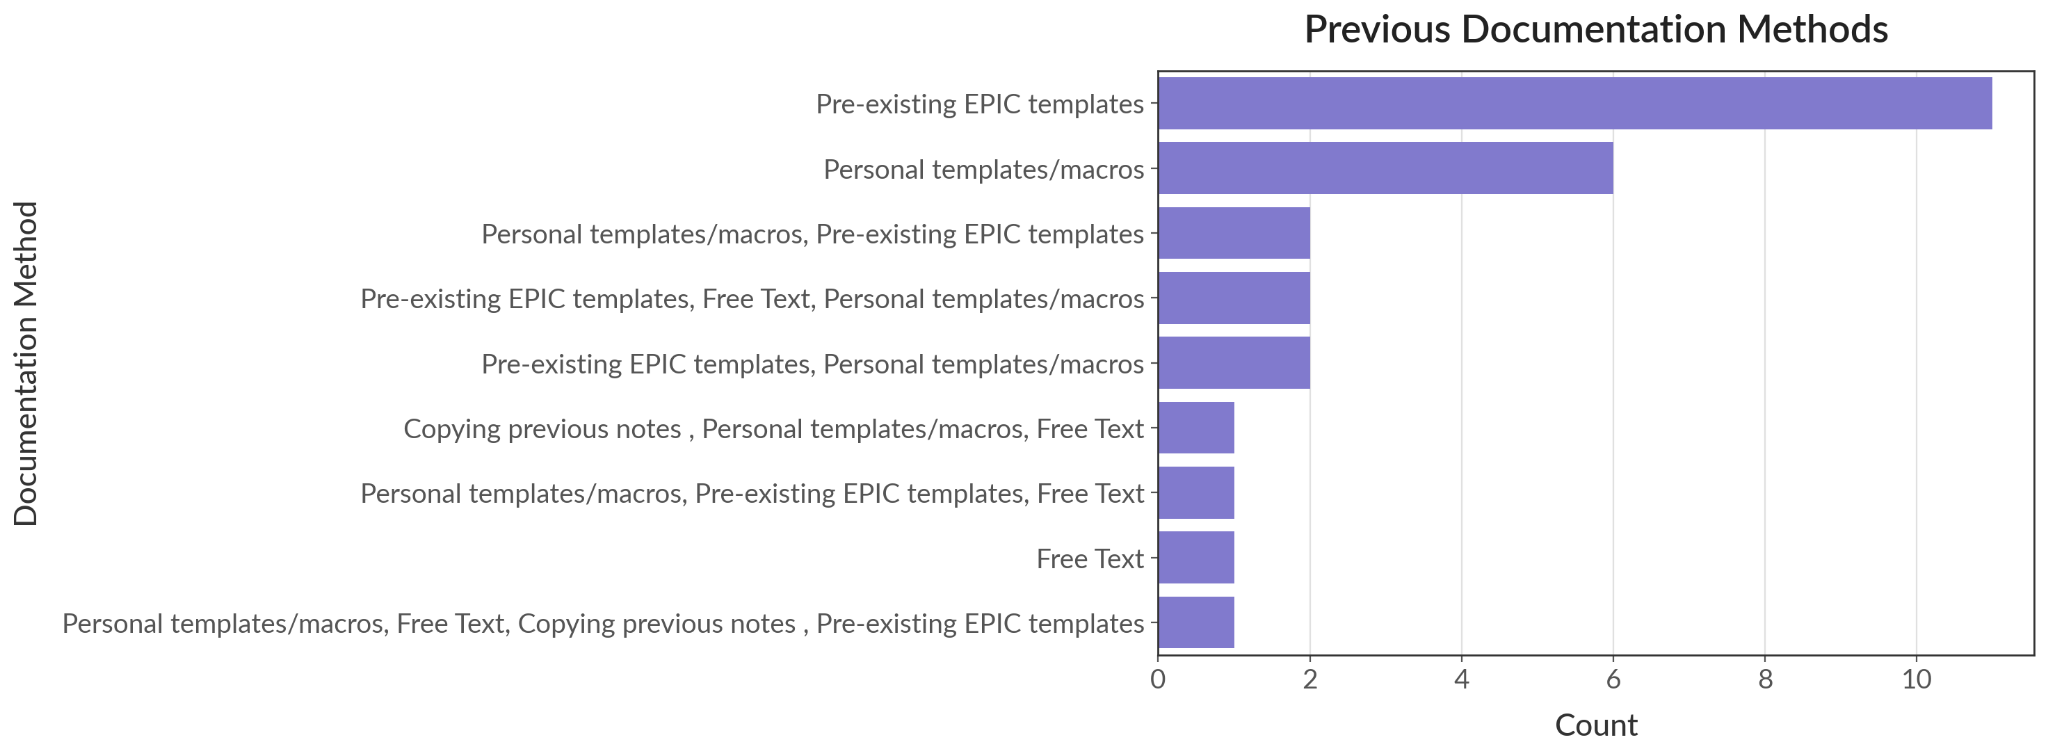 Previous Documentation Methods
Documentation Method
Pre-existing EPIC templates
Personal templates/macros
Personal templates/macros, Pre-existing EPIC templates
Pre-existing EPIC templates, Free Text, Personal templates/macros
Pre-existing EPIC templates, Personal templates/macros
Copying previous notes , Personal templates/macros, Free Text
Personal templates/macros, Pre-existing EPIC templates, Free Text
Free Text
Personal templates/macros, Free Text, Copying previous notes , Pre-existing EPIC templates
0 2 4 6 8 10
Count